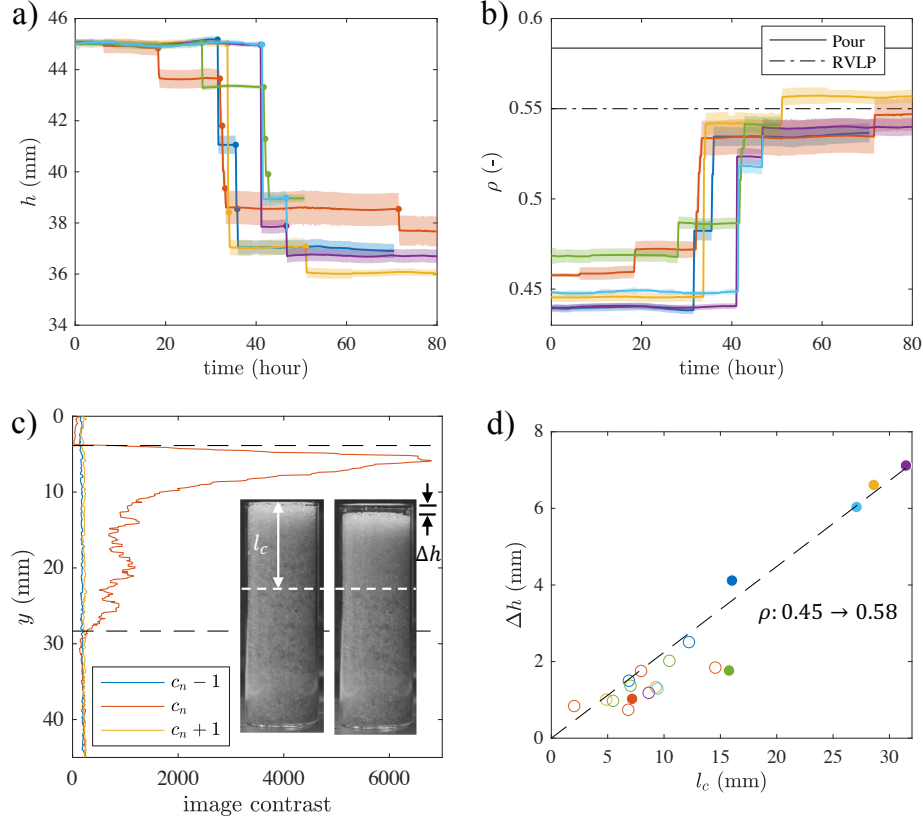 a)
46
44
42
40
38
36
34
h (mm)
0
20
40
60
80
time (hour)
b)
0.6
0.55
0.5
0.45
ρ (-)
Pour
RVLP
0
20
40
60
80
time (hour)
c)
0
10
20
30
40
y (mm)
l_c
Δh
c_n − 1
c_n
c_n + 1
0
2000
4000
6000
image contrast
d)
8
6
4
2
0
Δh (mm)
ρ: 0.45 → 0.58
0
5
10
15
20
25
30
l_c (mm)